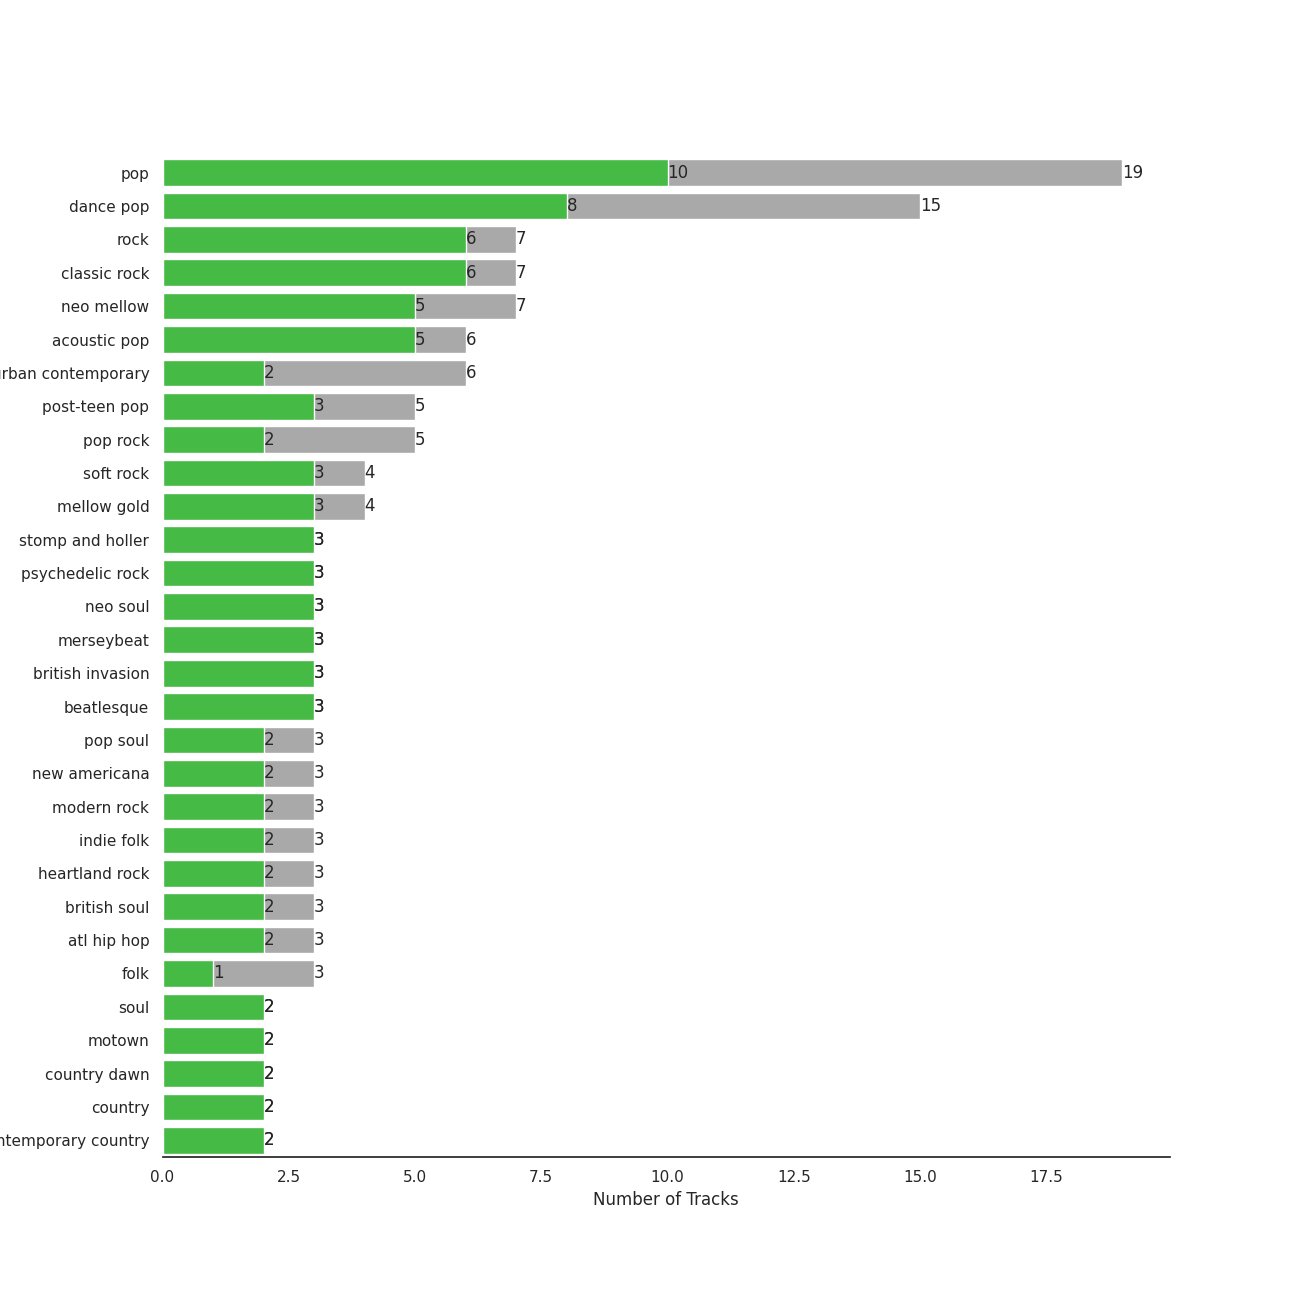 pop 10 19
dance pop 8 15
rock 6 7
classic rock 6 7
neo mellow 5 7
acoustic pop 5 6
rban contemporary 2 6
post-teen pop 3 5
pop rock 2 5
soft rock 3 4
mellow gold 3 4
stomp and holler 3
psychedelic rock 3
neo soul 3
merseybeat 3
british invasion 3
beatlesque 3
pop soul 2 3
new americana 2 3
modern rock 2 3
indie folk 2 3
heartland rock 2 3
british soul 2 3
atl hip hop 2 3
folk 1 3
soul 2
motown 2
country dawn 2
country 2
ntemporary country 2
0.0 2.5 5.0 7.5 10.0 12.5 15.0 17.5
Number of Tracks